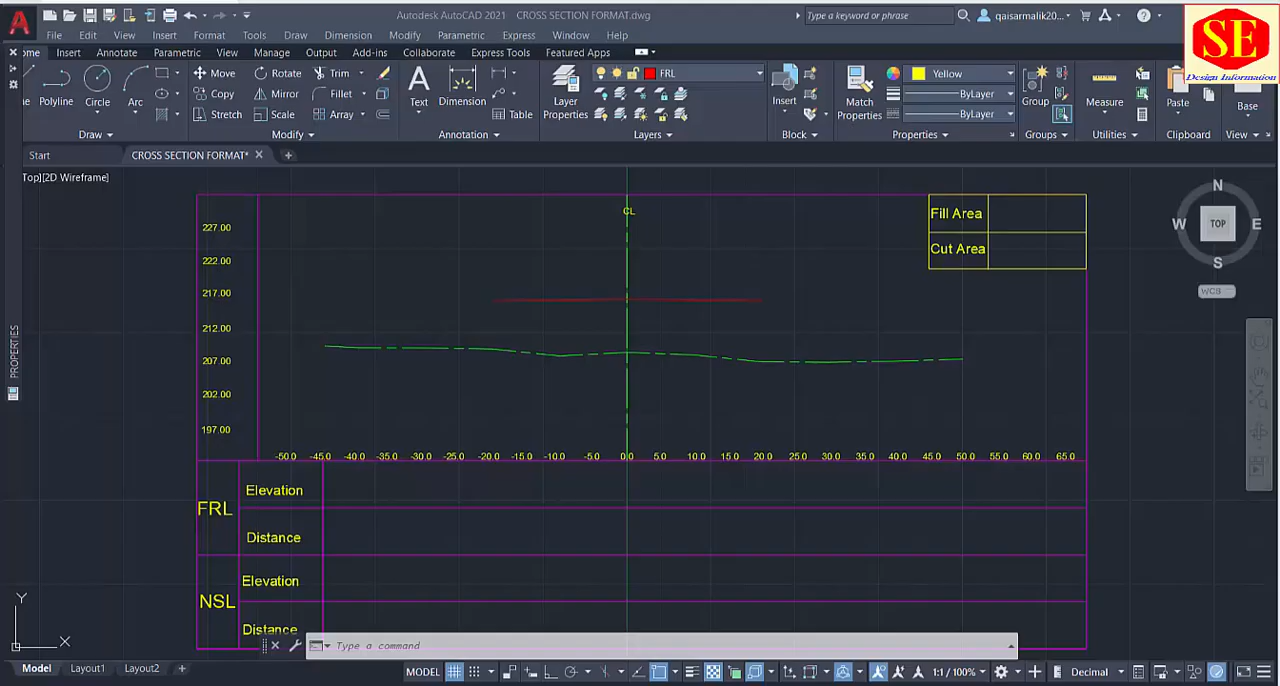 Autodesk AutoCAD 2021 CROSS SECTION FORMAT.dwg
Type a keyword or phrase
qaisarmalik20...
File Edit View Insert Format Tools Draw Dimension Modify Parametric Express Window Help
ome Insert Annotate Parametric View Manage Output Add-ins Collaborate Express Tools Featured Apps
SE
Design Information
Polyline Circle Arc
Move Rotate Trim
Copy Mirror Fillet
Stretch Scale Array
Text Dimension Table
Layer Properties
FRL
Insert
Match Properties
Yellow
ByLayer
ByLayer
Group
Measure
Paste
Base
Draw Modify Annotation Layers Block Properties Groups Utilities Clipboard View
Start CROSS SECTION FORMAT*
Top][2D Wireframe]
PROPERTIES
N
W TOP E
S
WCS
CL
Fill Area
Cut Area
227.00
222.00
217.00
212.00
207.00
202.00
197.00
-50.0 -45.0 -40.0 -35.0 -30.0 -25.0 -20.0 -15.0 -10.0 -5.0 0.0 5.0 10.0 15.0 20.0 25.0 30.0 35.0 40.0 45.0 50.0 55.0 60.0 65.0
FRL
Elevation
Distance
NSL
Elevation
Distance
Y
X
Type a command
Model Layout1 Layout2
MODEL 1:1 / 100% Decimal